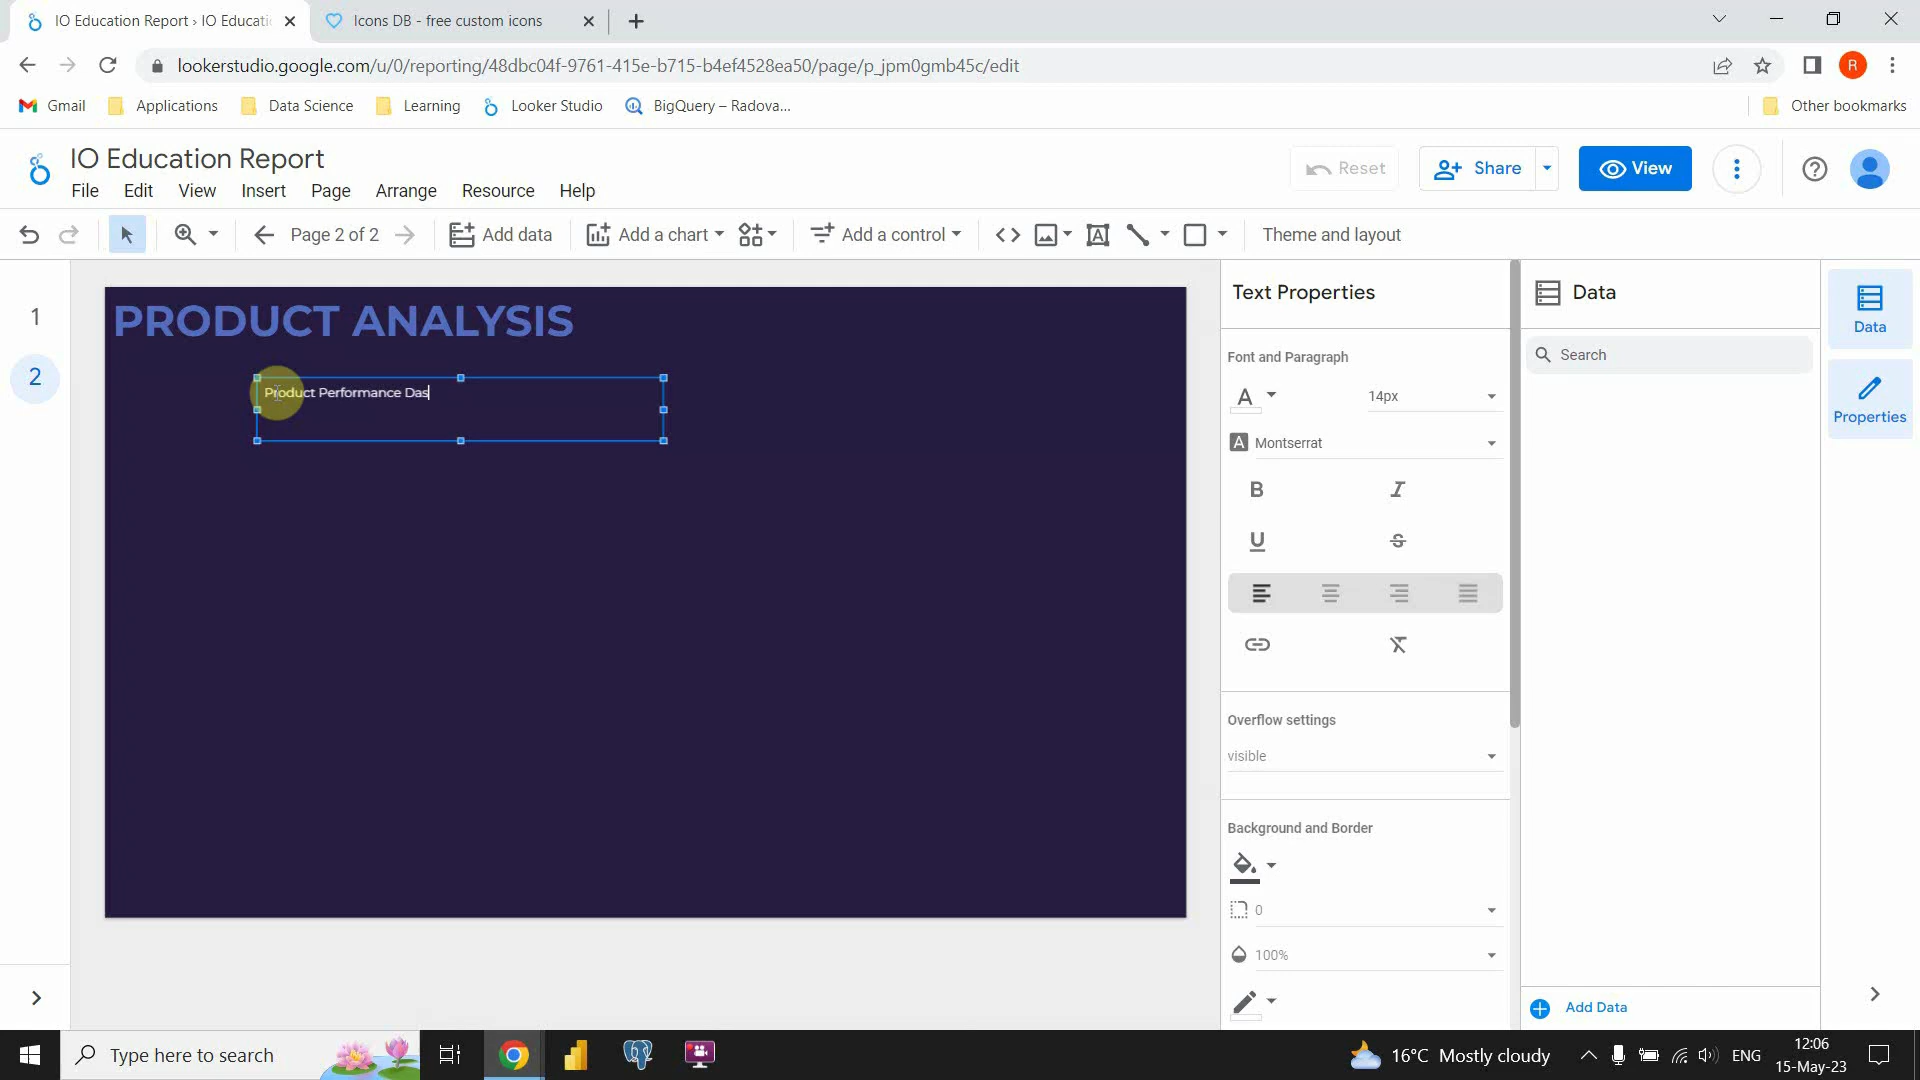 IO Education Report › IO Educati
Icons DB - free custom icons
lookerstudio.google.com/u/0/reporting/48dbc04f-9761-415e-b715-b4ef4528ea50/page/p_jpm0gmb45c/edit
R
Gmail
Applications
Data Science
Learning
Looker Studio
BigQuery – Radova...
Other bookmarks
IO Education Report
Reset
Share
View
File
Edit
View
Insert
Page
Arrange
Resource
Help
Page 2 of 2
Add data
Add a chart
Add a control
Theme and layout
1
2
PRODUCT ANALYSIS
Product Performance Das
Text Properties
Font and Paragraph
A
14px
A
Montserrat
B
I
U
S
Overflow settings
visible
Background and Border
0
100%
Data
Search
Add Data
Data
Properties
Type here to search
16°C Mostly cloudy
ENG
12:06
15-May-23